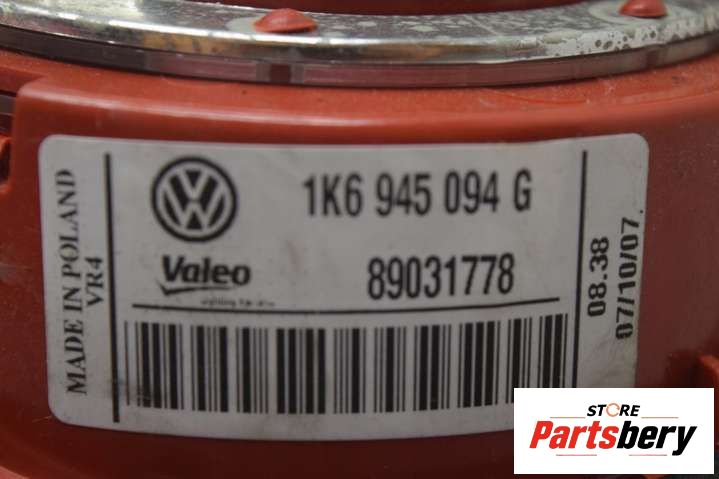 MADE IN POLAND
VR4
1K6 945 094 G
Valeo
89031778
08.38
07/10/07
STORE
Partsbery